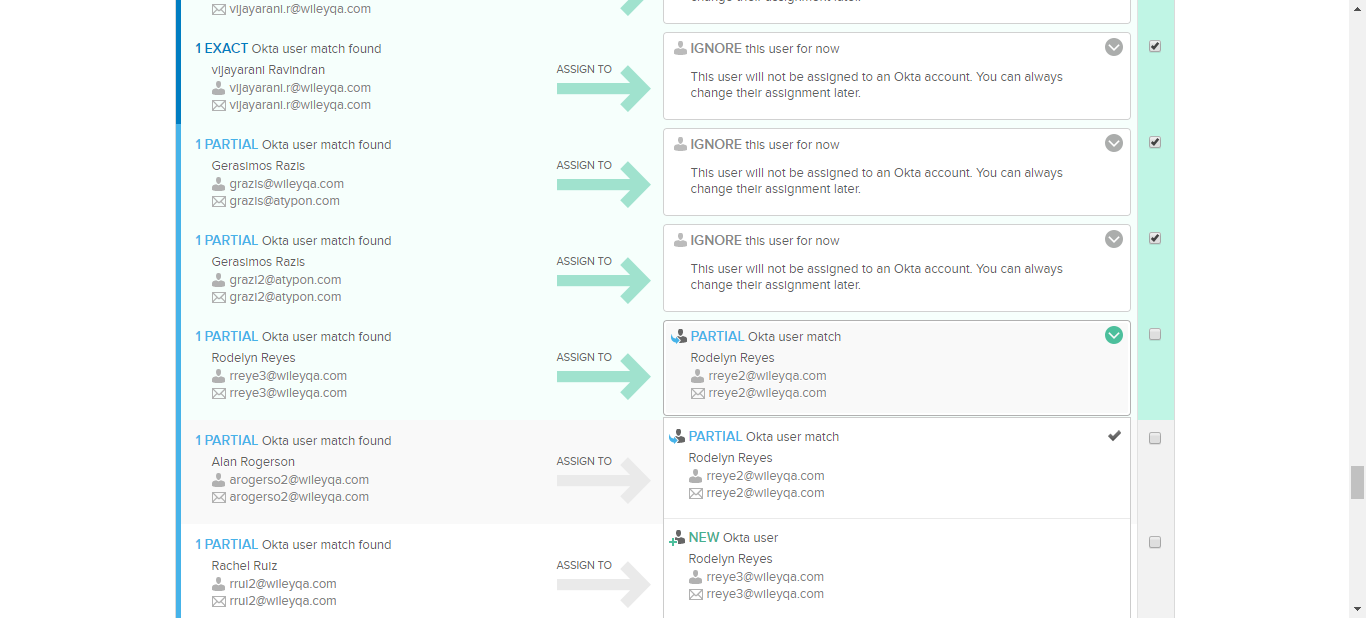 vijayarani.r@wileyqa.com
change their assignment later.
1 EXACT Okta user match found
vijayarani Ravindran
vijayarani.r@wileyqa.com
vijayarani.r@wileyqa.com
ASSIGN TO
IGNORE this user for now
This user will not be assigned to an Okta account. You can always
change their assignment later.
1 PARTIAL Okta user match found
Gerasimos Razis
grazis@wileyqa.com
grazis@atypon.com
ASSIGN TO
IGNORE this user for now
This user will not be assigned to an Okta account. You can always
change their assignment later.
1 PARTIAL Okta user match found
Gerasimos Razis
grazi2@atypon.com
grazi2@atypon.com
ASSIGN TO
IGNORE this user for now
This user will not be assigned to an Okta account. You can always
change their assignment later.
1 PARTIAL Okta user match found
Rodelyn Reyes
rreye3@wileyqa.com
rreye3@wileyqa.com
ASSIGN TO
PARTIAL Okta user match
Rodelyn Reyes
rreye2@wileyqa.com
rreye2@wileyqa.com
1 PARTIAL Okta user match found
Alan Rogerson
arogerso2@wileyqa.com
arogerso2@wileyqa.com
ASSIGN TO
PARTIAL Okta user match
Rodelyn Reyes
rreye2@wileyqa.com
rreye2@wileyqa.com
1 PARTIAL Okta user match found
Rachel Ruiz
rrui2@wileyqa.com
rrui2@wileyqa.com
ASSIGN TO
NEW Okta user
Rodelyn Reyes
rreye3@wileyqa.com
rreye3@wileyqa.com